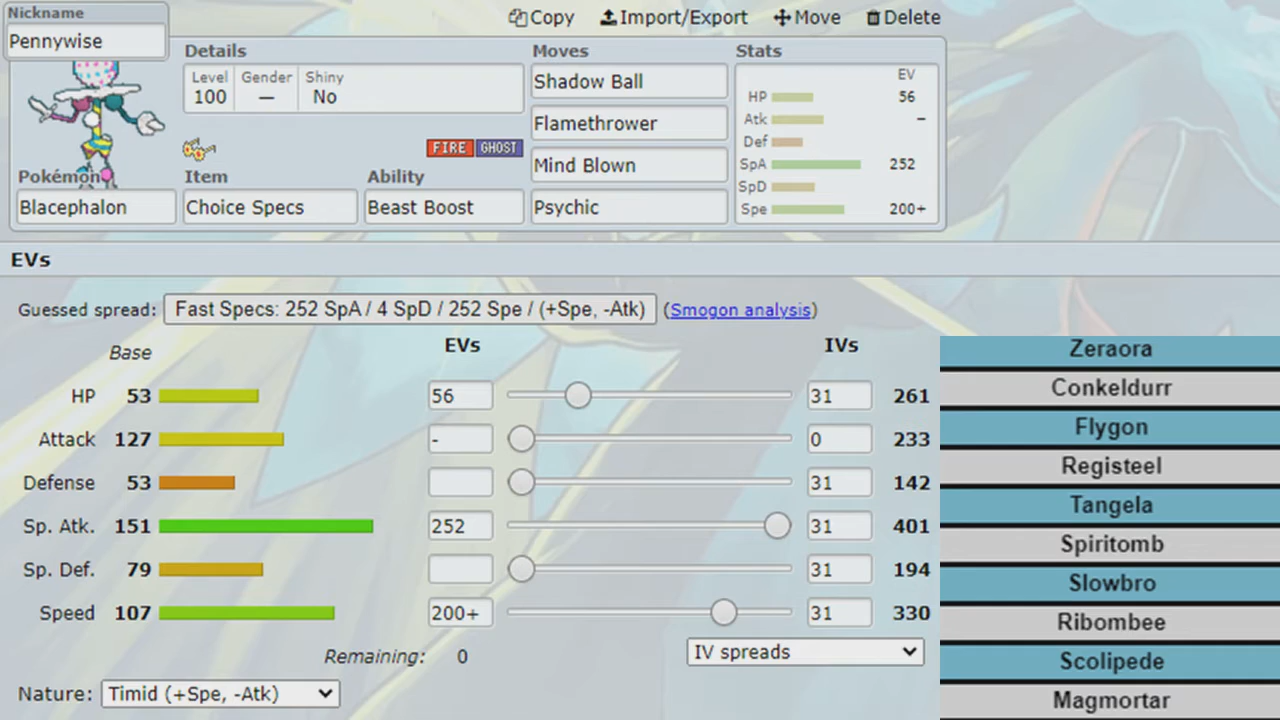 Nickname
Pennywise
Copy Import/Export Move Delete
Details
Level Gender Shiny
100 — No
FIRE GHOST
Pokémon Item Ability
Blacephalon Choice Specs Beast Boost
Moves
Shadow Ball
Flamethrower
Mind Blown
Psychic
Stats
EV
HP 56
Atk –
Def
SpA 252
SpD
Spe 200+
EVs
Guessed spread: Fast Specs: 252 SpA / 4 SpD / 252 Spe / (+Spe, -Atk) (Smogon analysis)
Base EVs IVs
HP 53 56 31 261
Attack 127 - 0 233
Defense 53 31 142
Sp. Atk. 151 252 31 401
Sp. Def. 79 31 194
Speed 107 200+ 31 330
Remaining: 0 IV spreads
Nature: Timid (+Spe, -Atk)
Zeraora
Conkeldurr
Flygon
Registeel
Tangela
Spiritomb
Slowbro
Ribombee
Scolipede
Magmortar